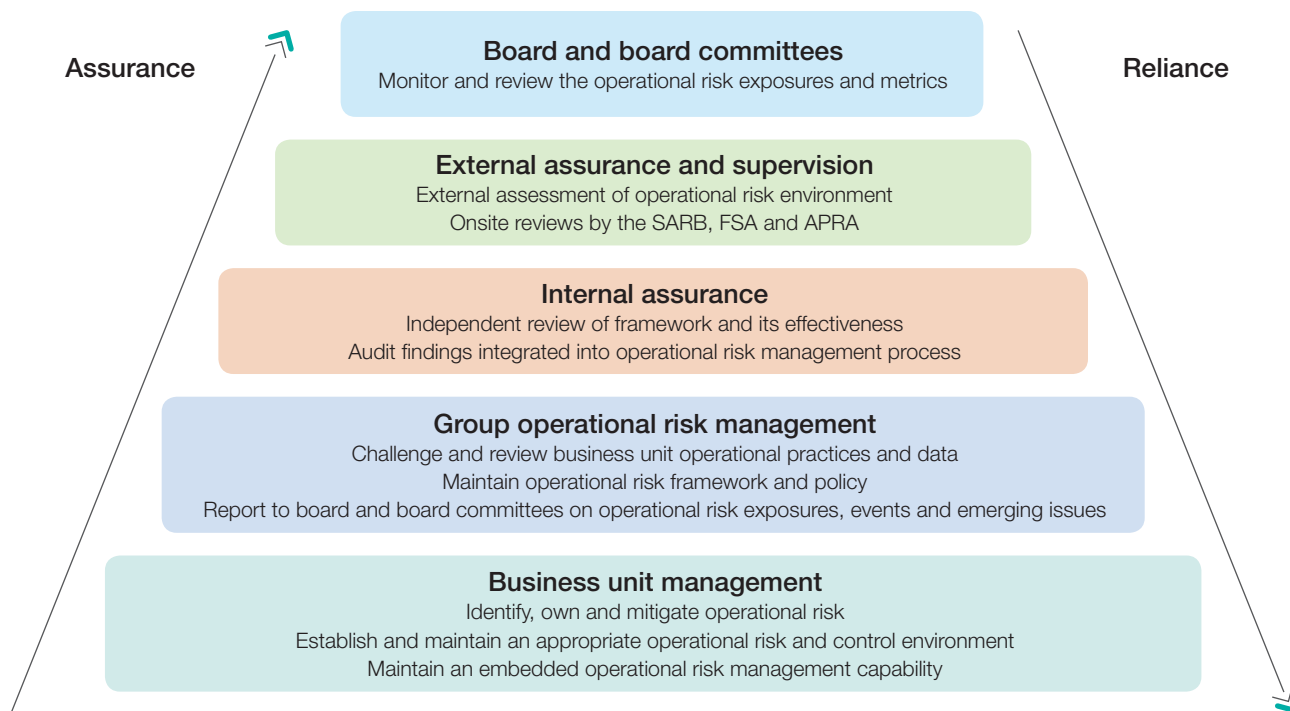 Assurance
Reliance
Board and board committees
Monitor and review the operational risk exposures and metrics
External assurance and supervision
External assessment of operational risk environment
Onsite reviews by the SARB, FSA and APRA
Internal assurance
Independent review of framework and its effectiveness
Audit findings integrated into operational risk management process
Group operational risk management
Challenge and review business unit operational practices and data
Maintain operational risk framework and policy
Report to board and board committees on operational risk exposures, events and emerging issues
Business unit management
Identify, own and mitigate operational risk
Establish and maintain an appropriate operational risk and control environment
Maintain an embedded operational risk management capability